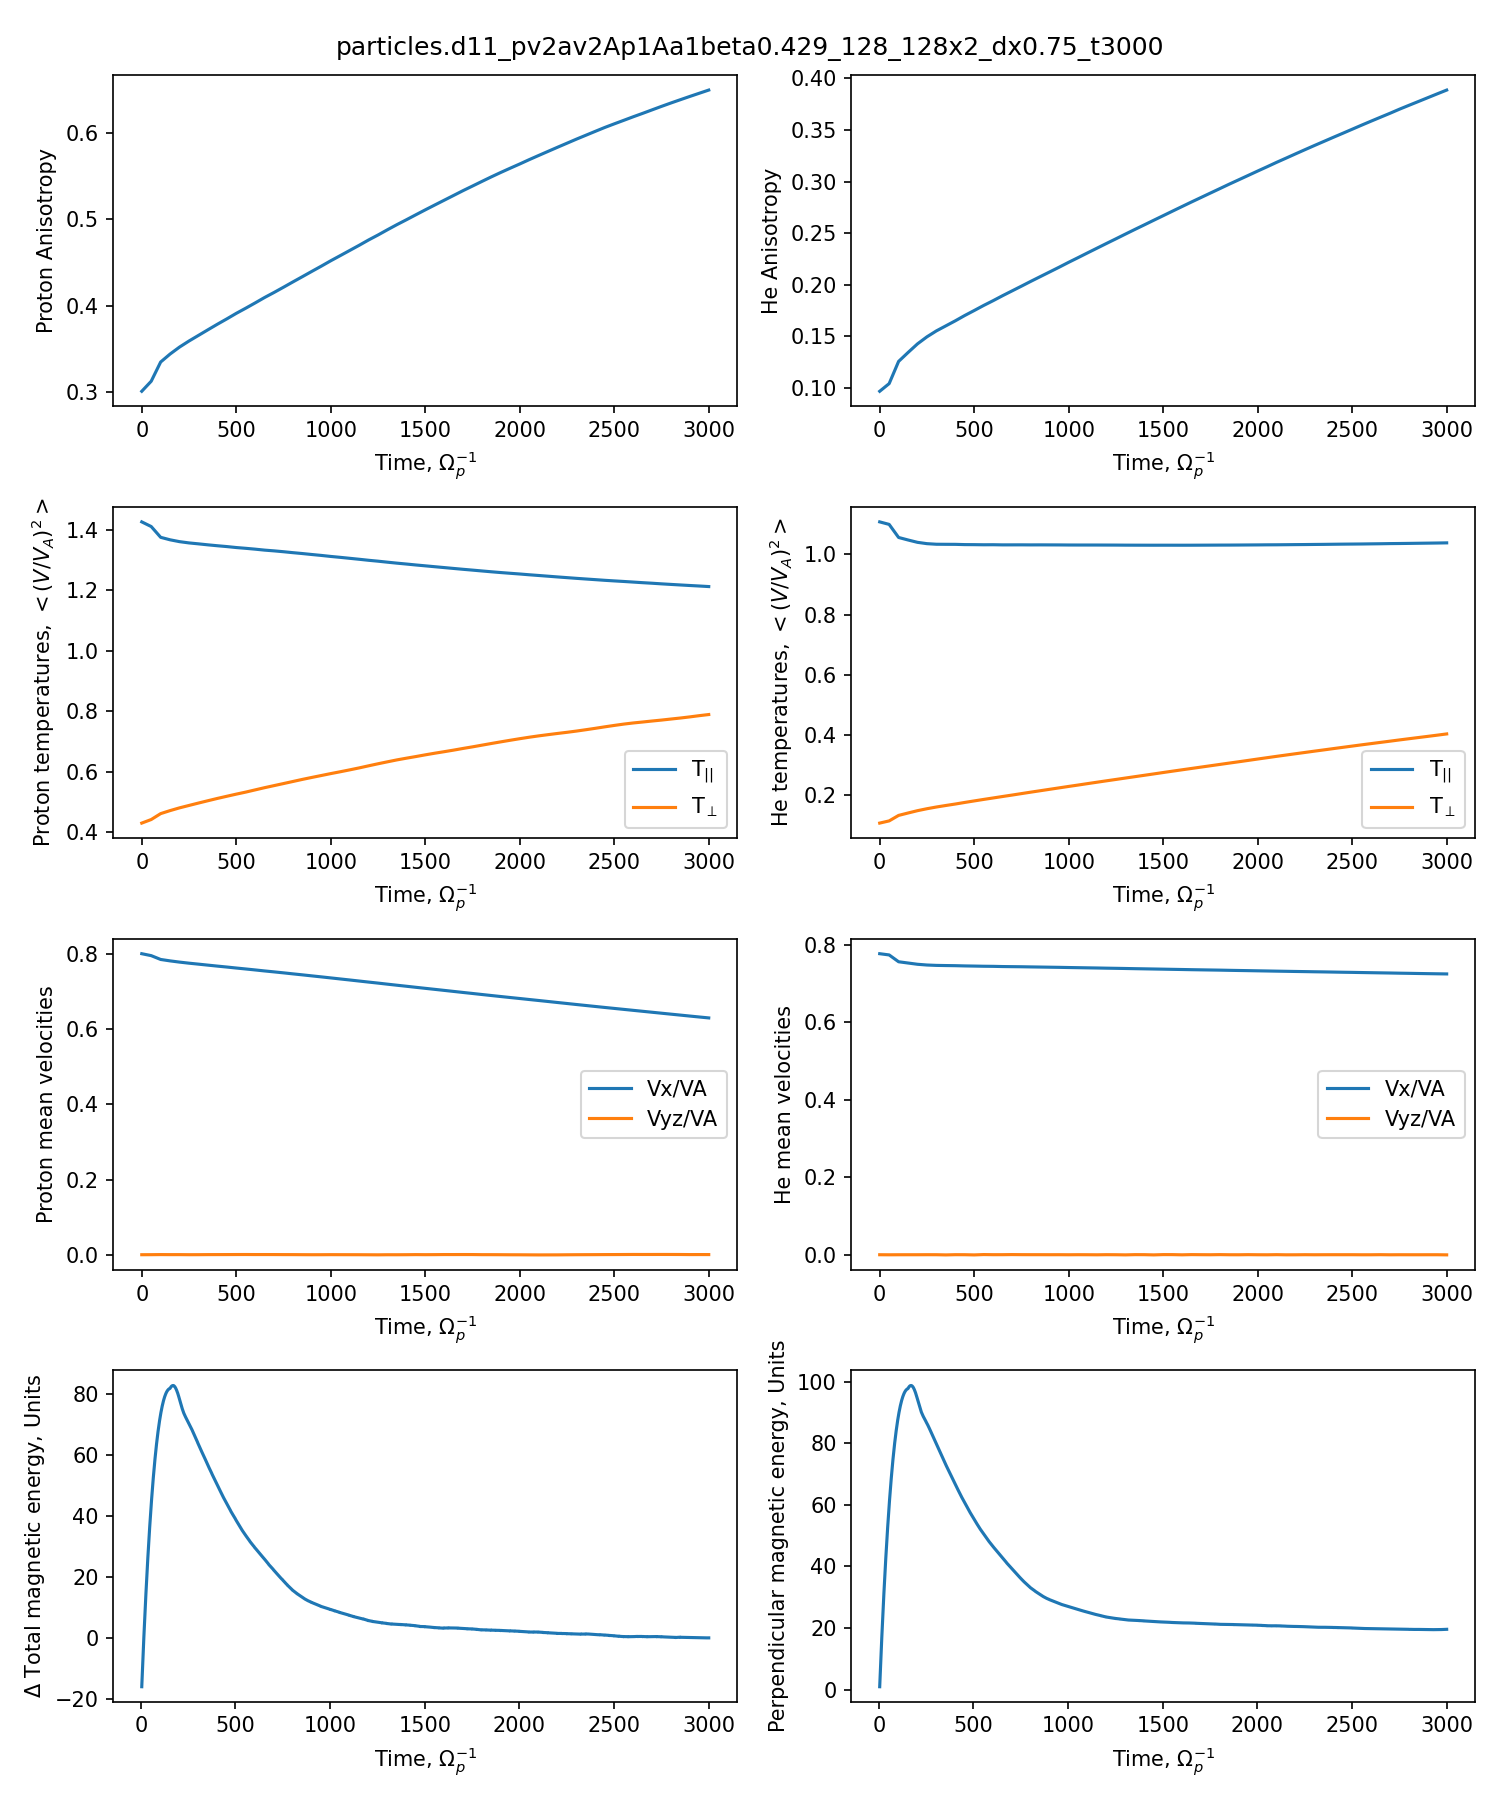 particles.d11_pv2av2Ap1Aa1beta0.429_128_128x2_dx0.75_t3000
Proton Anisotropy
0.6
0.5
0.4
0.3
0 500 1000 1500 2000 2500 3000
Time, Ω_p^{−1}
He Anisotropy
0.40
0.35
0.30
0.25
0.20
0.15
0.10
0 500 1000 1500 2000 2500 3000
Time, Ω_p^{−1}
Proton temperatures, < (V/V_A)^2 >
1.4
1.2
1.0
0.8
0.6
0.4
T_{||}
T_⊥
0 500 1000 1500 2000 2500 3000
Time, Ω_p^{−1}
He temperatures, < (V/V_A)^2 >
1.0
0.8
0.6
0.4
0.2
T_{||}
T_⊥
0 500 1000 1500 2000 2500 3000
Time, Ω_p^{−1}
Proton mean velocities
0.8
0.6
0.4
0.2
0.0
Vx/VA
Vyz/VA
0 500 1000 1500 2000 2500 3000
Time, Ω_p^{−1}
He mean velocities
0.8
0.6
0.4
0.2
0.0
Vx/VA
Vyz/VA
0 500 1000 1500 2000 2500 3000
Time, Ω_p^{−1}
Δ Total magnetic energy, Units
80
60
40
20
0
−20
0 500 1000 1500 2000 2500 3000
Time, Ω_p^{−1}
Perpendicular magnetic energy, Units
100
80
60
40
20
0
0 500 1000 1500 2000 2500 3000
Time, Ω_p^{−1}